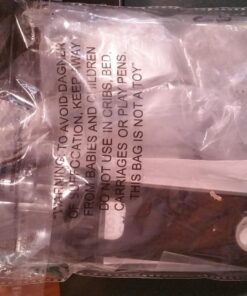 WARNING: TO AVOID DAGNER
OF SUFFOCATION, KEEP AWAY
FROM BABIES AND CHILDREN
DO NOT USE IN CRIBS, BED,
CARRIAGES OR PLAY PENS.
THIS BAG IS NOT A TOY"